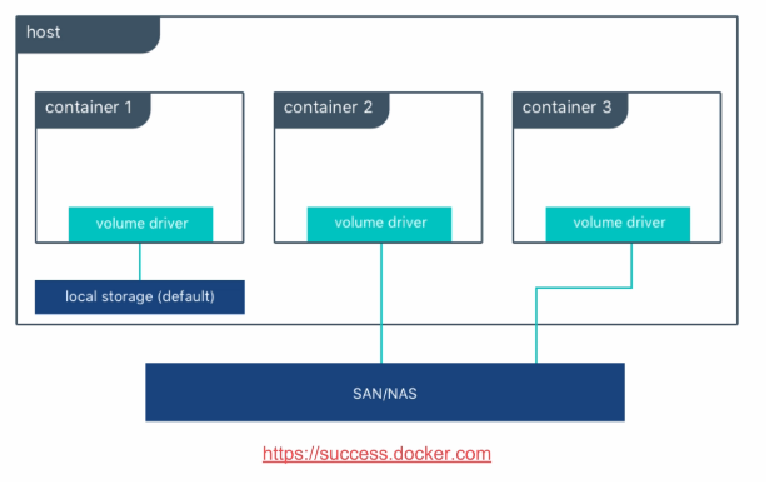 host
container 1
container 2
container 3
volume driver
volume driver
volume driver
local storage (default)
SAN/NAS
https://success.docker.com